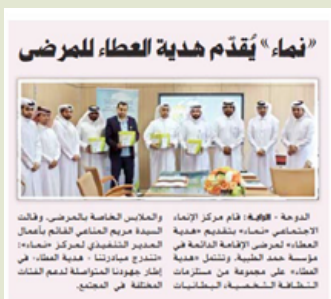 «نماء» يُقدّم هدية العطاء للمرضى
الدوحة - الراية: قام مركز الإنماء
الاجتماعي «نماء» بتقديم «هدية
العطاء» لمرضى الإقامة الدائمة في
مؤسسة حمد الطبية. وتشتمل «هدية
العطاء» على مجموعة من مستلزمات
النظافة الشخصية، البطانيات
والملابس الخاصة بالمرضى. وقالت
السيدة مريم المناعي القائم بأعمال
المدير التنفيذي لمركز «نماء»:
«تندرج مبادرتنا - هدية العطاء- في
إطار جهودنا المتواصلة لدعم الفئات
المختلفة في المجتمع.